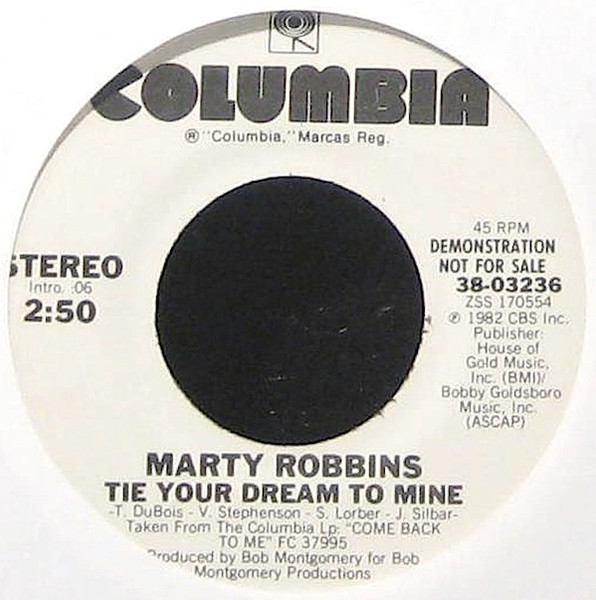 COLUMBIA
® "Columbia," Marcas Reg.
STEREO
Intro. :06
2:50
45 RPM
DEMONSTRATION
NOT FOR SALE
38-03236
ZSS 170554
℗ 1982 CBS Inc.
Publisher:
House of
Gold Music,
Inc. (BMI)/
Bobby Goldsboro
Music, Inc.
(ASCAP)
MARTY ROBBINS
TIE YOUR DREAM TO MINE
-T. DuBois - V. Stephenson - S. Lorber - J. Silbar-
Taken From The Columbia Lp: "COME BACK
TO ME" FC 37995
Produced by Bob Montgomery for Bob
Montgomery Productions